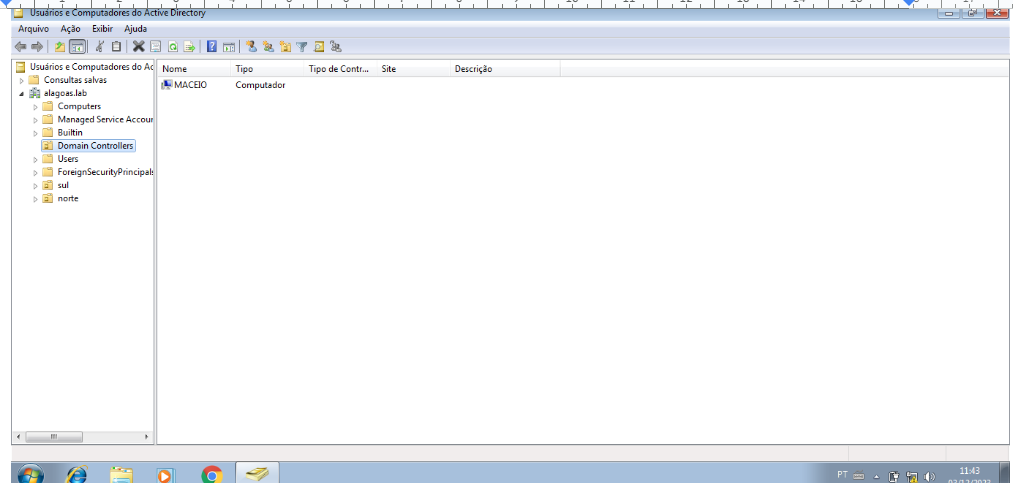 Usuários e Computadores do Active Directory
Arquivo Ação Exibir Ajuda
Usuários e Computadores do Ac
Consultas salvas
alagoas.lab
Computers
Managed Service Accour
Builtin
Domain Controllers
Users
ForeignSecurityPrincipals
sul
norte
Nome Tipo Tipo de Contr... Site Descrição
MACEIO Computador
PT
11:43